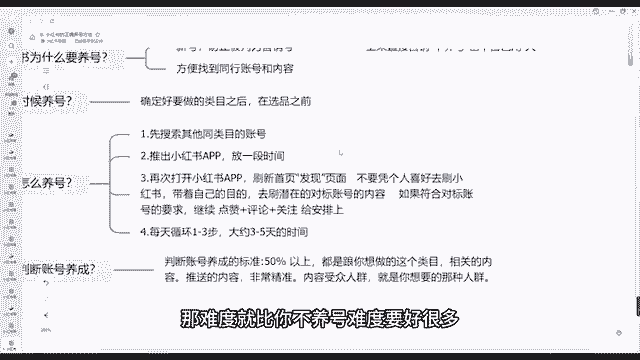 书为什么要养号？
方便找到同行账号和内容
时候养号？
确定好要做的类目之后，在选品之前
1.先搜索其他同类目的账号
2.推出小红书APP，放一段时间
怎么养号？
3.再次打开小红书APP，刷新首页“发现”页面 不要凭个人喜好去刷小
红书，带着自己的目的，去刷潜在的对标账号的内容 如果符合对标账
号的要求，继续 点赞+评论+关注 给安排上
4.每天循环1-3步，大约3-5天的时间
判断账号养成？
判断账号养成的标准:50% 以上，都是跟你想做的这个类目，相关的内
容。推送的内容，非常精准。内容受众人群，就是你想要的那种人群。
那难度就比你不养号难度要好很多